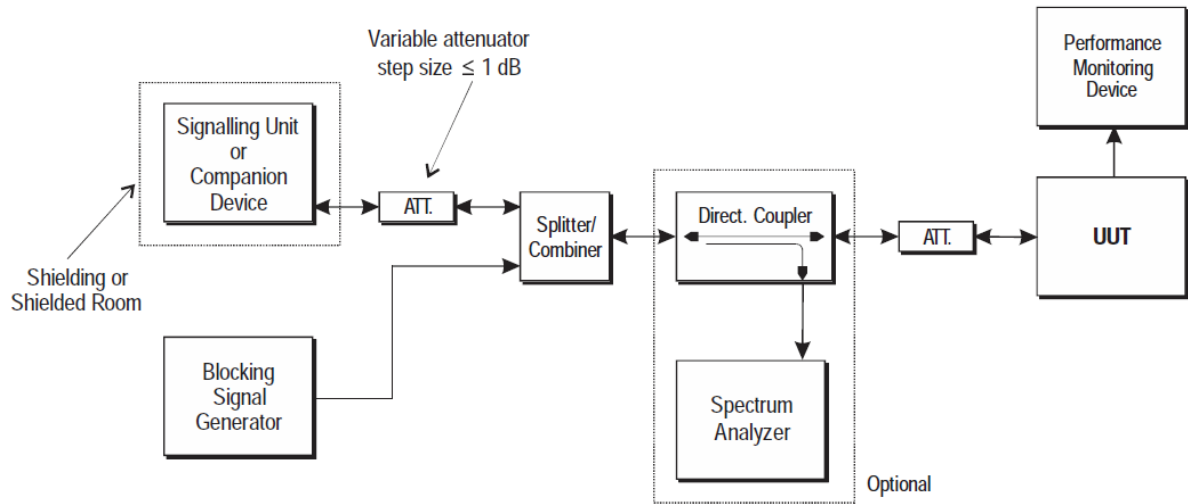 Variable attenuator
step size ≤ 1 dB
Performance
Monitoring
Device
Signalling Unit
or
Companion
Device
ATT.
Splitter/
Combiner
Direct. Coupler
ATT.
UUT
Shielding or
Shielded Room
Blocking
Signal
Generator
Spectrum
Analyzer
Optional